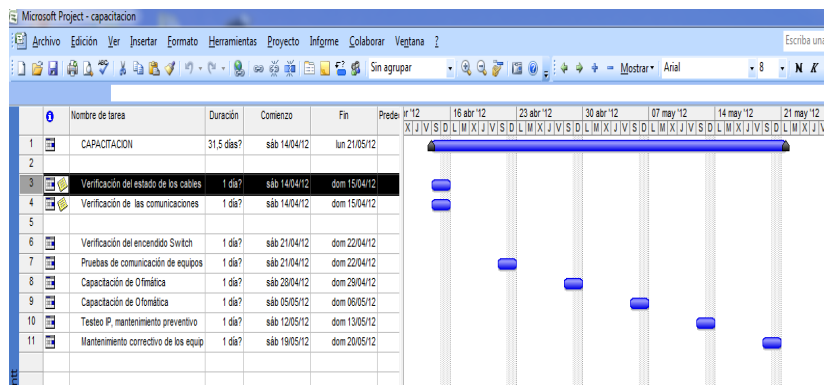 Microsoft Project - capacitacion
Archivo Edición Ver Insertar Formato Herramientas Proyecto Informe Colaborar Ventana ? Escriba una
Sin agrupar Mostrar Arial 8 N K
Nombre de tarea Duración Comienzo Fin Predec r '12 16 abr '12 23 abr '12 30 abr '12 07 may '12 14 may '12 21 may '12
X J V S D L M X J V S D L M X J V S D L M X J V S D L M X J V S D L M X J V S D L M X J V
1 CAPACITACION 31,5 días? sáb 14/04/12 lun 21/05/12
2
3 Verificación del estado de los cables 1 día? sáb 14/04/12 dom 15/04/12
4 Verificación de las comunicaciones 1 día? sáb 14/04/12 dom 15/04/12
5
6 Verificación del encendido Switch 1 día? sáb 21/04/12 dom 22/04/12
7 Pruebas de comunicación de equipos 1 día? sáb 21/04/12 dom 22/04/12
8 Capacitación de Ofimática 1 día? sáb 28/04/12 dom 29/04/12
9 Capacitación de Ofomática 1 día? sáb 05/05/12 dom 06/05/12
10 Testeo IP, mantenimiento preventivo 1 día? sáb 12/05/12 dom 13/05/12
11 Mantenimiento correctivo de los equip 1 día? sáb 19/05/12 dom 20/05/12
ntt